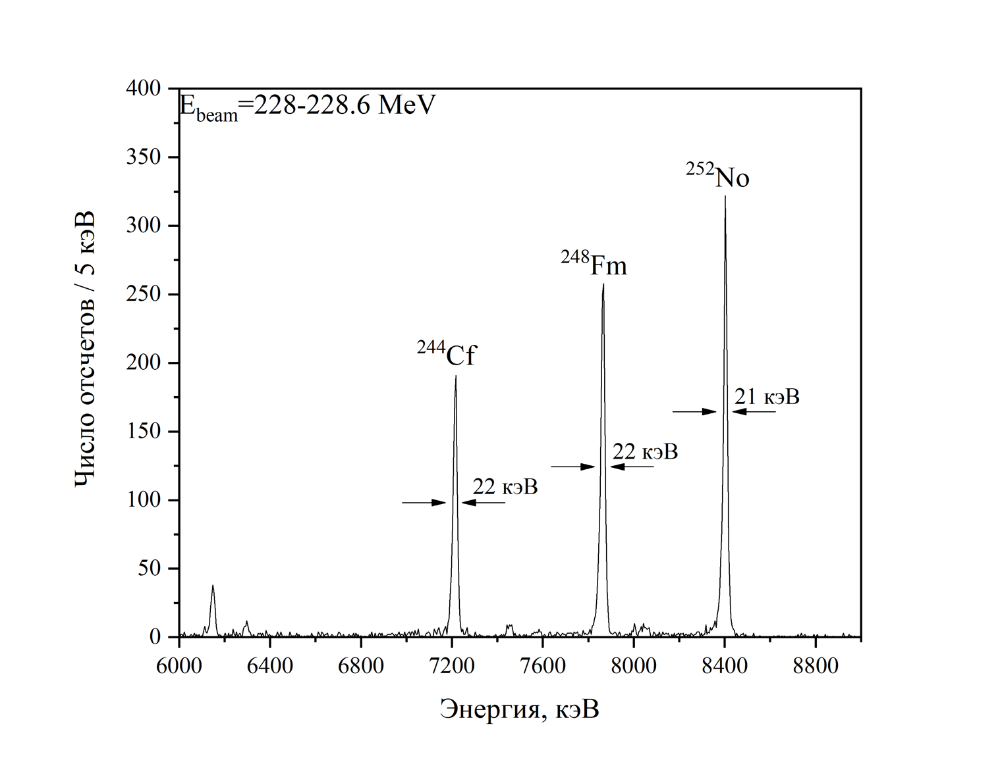 E_beam=228-228.6 MeV
400
350
300
250
200
150
100
50
0
Число отсчетов / 5 кэВ
²⁵²No
²⁴⁸Fm
²⁴⁴Cf
21 кэВ
22 кэВ
22 кэВ
6000 6400 6800 7200 7600 8000 8400 8800
Энергия, кэВ